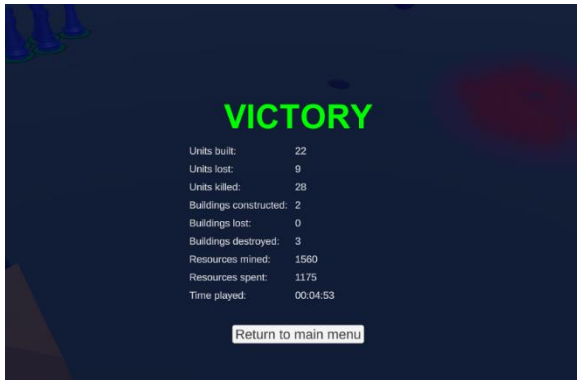 VICTORY
Units built: 22
Units lost: 9
Units killed: 28
Buildings constructed: 2
Buildings lost: 0
Buildings destroyed: 3
Resources mined: 1560
Resources spent: 1175
Time played: 00:04:53
Return to main menu